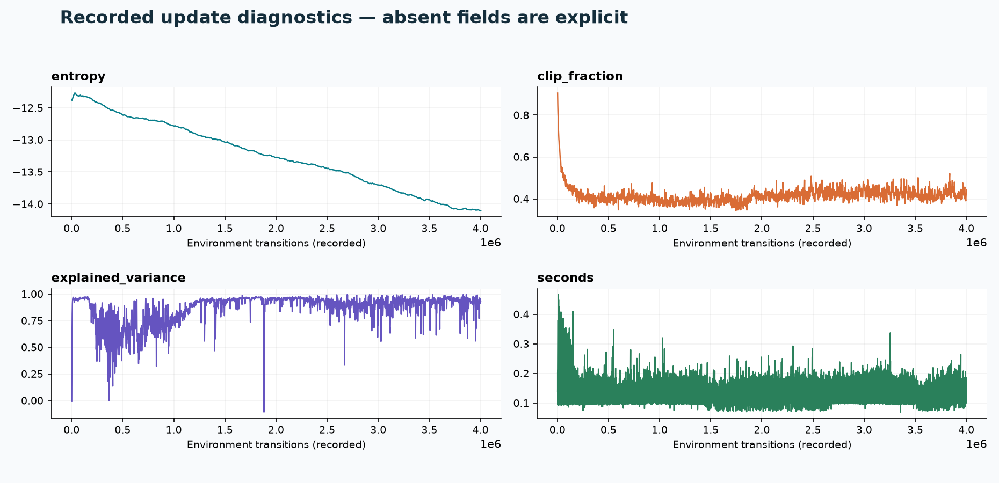 Recorded update diagnostics — absent fields are explicit
entropy
−12.5
−13.0
−13.5
−14.0
0.0 0.5 1.0 1.5 2.0 2.5 3.0 3.5 4.0
Environment transitions (recorded)
1e6
clip_fraction
0.8
0.6
0.4
0.0 0.5 1.0 1.5 2.0 2.5 3.0 3.5 4.0
Environment transitions (recorded)
1e6
explained_variance
1.00
0.75
0.50
0.25
0.00
0.0 0.5 1.0 1.5 2.0 2.5 3.0 3.5 4.0
Environment transitions (recorded)
1e6
seconds
0.4
0.3
0.2
0.1
0.0 0.5 1.0 1.5 2.0 2.5 3.0 3.5 4.0
Environment transitions (recorded)
1e6